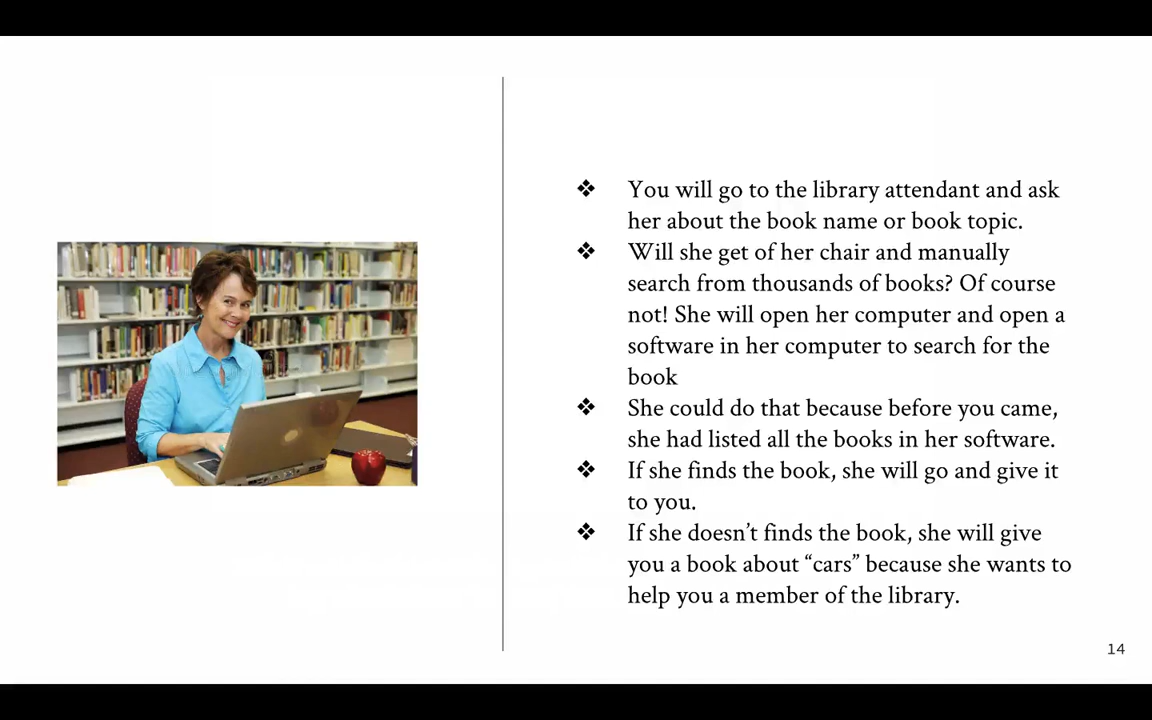 ❖ You will go to the library attendant and ask
her about the book name or book topic.
❖ Will she get of her chair and manually
search from thousands of books? Of course
not! She will open her computer and open a
software in her computer to search for the
book
❖ She could do that because before you came,
she had listed all the books in her software.
❖ If she finds the book, she will go and give it
to you.
❖ If she doesn’t finds the book, she will give
you a book about “cars” because she wants to
help you a member of the library.
14